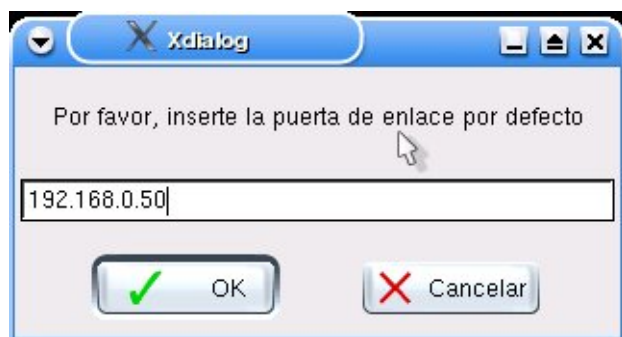 Xdialog
Por favor, inserte la puerta de enlace por defecto
192.168.0.50
OK
Cancelar